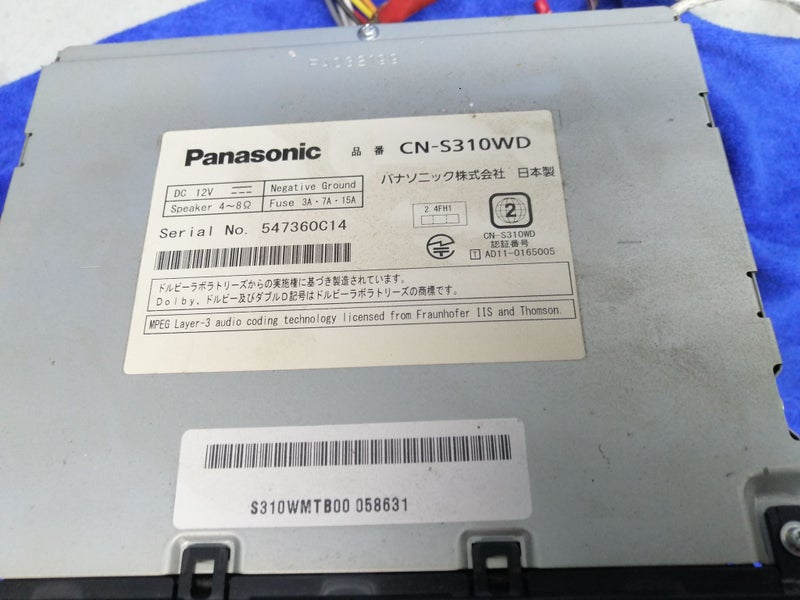 Panasonic 品番 CN-S310WD
パナソニック株式会社 日本製
DC 12V Negative Ground
Speaker 4~8Ω Fuse 3A・7A・15A
2.4FH1
2
Serial No. 547360C14
CN-S310WD
認証番号
T AD11-0165005
ドルビーラボラトリーズからの実施権に基づき製造されています。
Dolby、ドルビー及びダブルD記号はドルビーラボラトリーズの商標です。
MPEG Layer-3 audio coding technology licensed from Fraunhofer IIS and Thomson.
S310WMTB00 058631